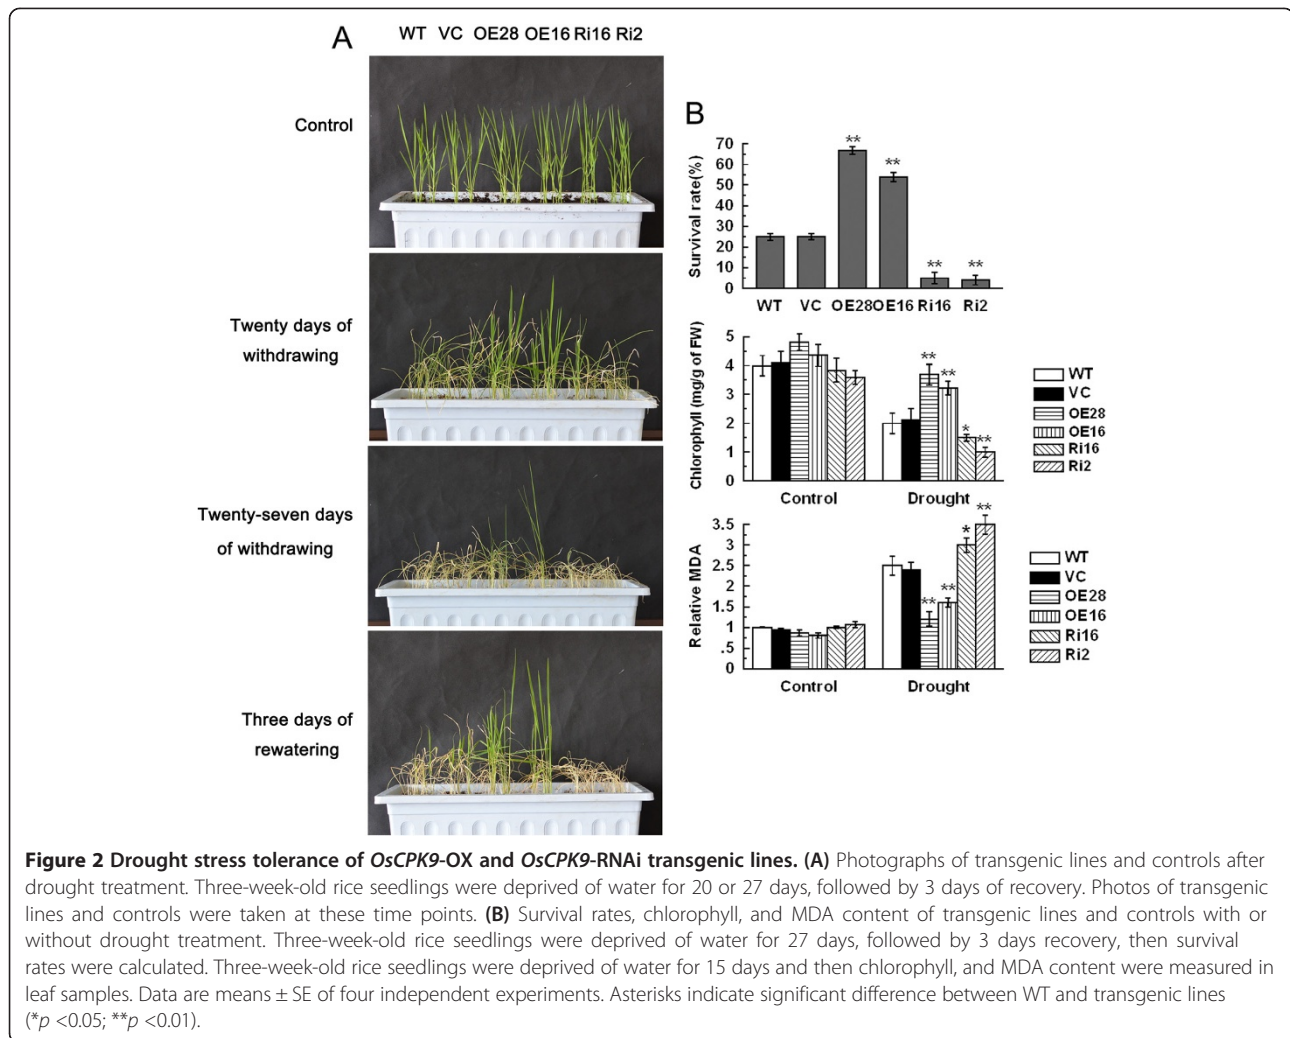 A
WT VC OE28 OE16 Ri16 Ri2
Control
Twenty days of
withdrawing
Twenty-seven days
of withdrawing
Three days of
rewatering
B
Survival rate(%)
70
60
50
40
30
20
10
0
** ** ** **
WT VC OE28 OE16 Ri16 Ri2
Chlorophyll (mg/g of FW)
5
4
3
2
1
0
** ** * **
Control Drought
WT
VC
OE28
OE16
Ri16
Ri2
Relative MDA
3.5
3
2.5
2
1.5
1
.5
0
** ** * **
Control Drought
WT
VC
OE28
OE16
Ri16
Ri2
Figure 2 Drought stress tolerance of OsCPK9-OX and OsCPK9-RNAi transgenic lines. (A) Photographs of transgenic lines and controls after
drought treatment. Three-week-old rice seedlings were deprived of water for 20 or 27 days, followed by 3 days of recovery. Photos of transgenic
lines and controls were taken at these time points. (B) Survival rates, chlorophyll, and MDA content of transgenic lines and controls with or
without drought treatment. Three-week-old rice seedlings were deprived of water for 27 days, followed by 3 days recovery, then survival
rates were calculated. Three-week-old rice seedlings were deprived of water for 15 days and then chlorophyll, and MDA content were measured in
leaf samples. Data are means ± SE of four independent experiments. Asterisks indicate significant difference between WT and transgenic lines
(*p <0.05; **p <0.01).